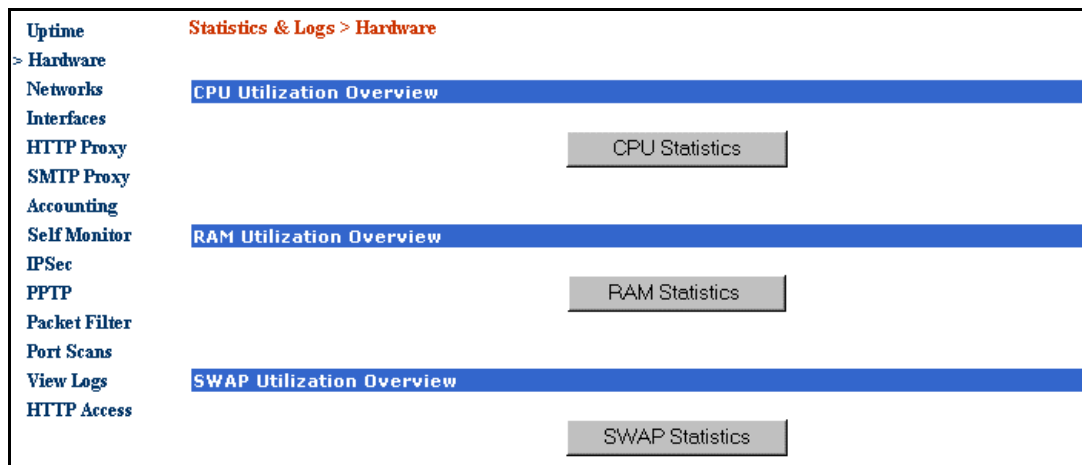 Uptime
> Hardware
Networks
Interfaces
HTTP Proxy
SMTP Proxy
Accounting
Self Monitor
IPSec
PPTP
Packet Filter
Port Scans
View Logs
HTTP Access
Statistics & Logs > Hardware
CPU Utilization Overview
CPU Statistics
RAM Utilization Overview
RAM Statistics
SWAP Utilization Overview
SWAP Statistics